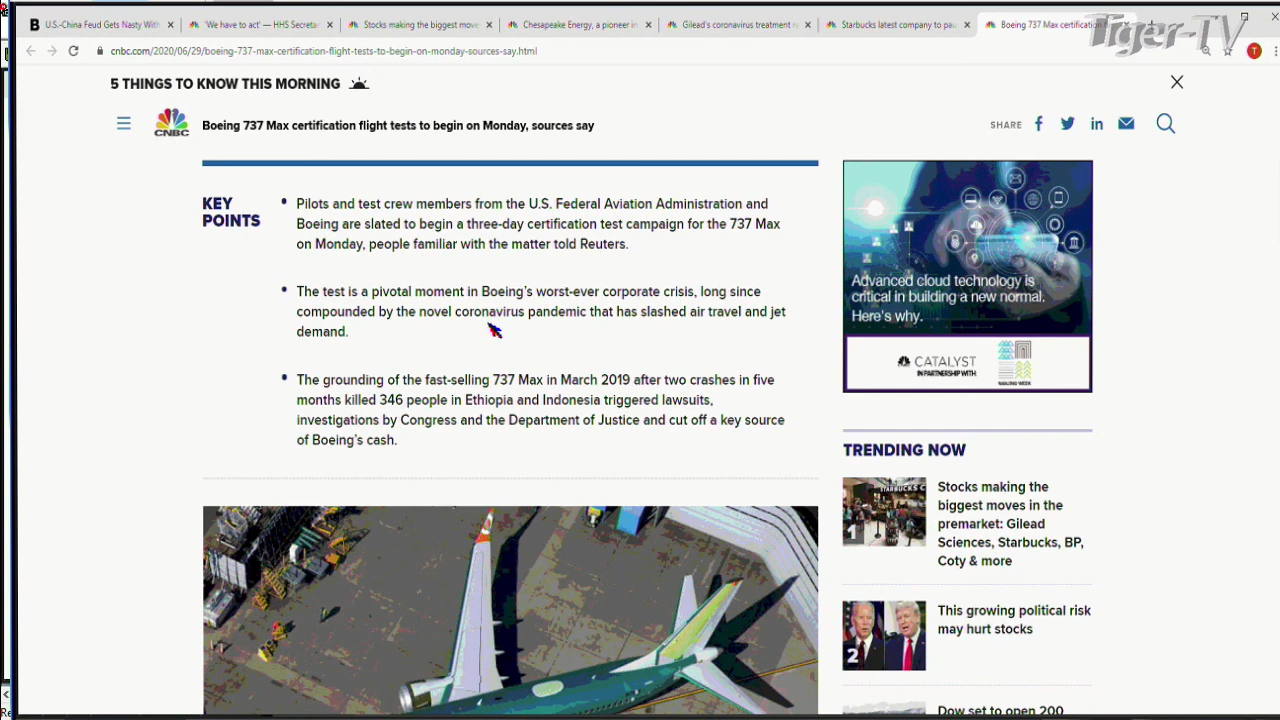 U.S.-China Feud Gets Nasty With
'We have to act' — HHS Secretar
Stocks making the biggest move
Chesapeake Energy, a pioneer in
Gilead's coronavirus treatment r
Starbucks latest company to pau
Boeing 737 Max certification f
Tiger-TV
cnbc.com/2020/06/29/boeing-737-max-certification-flight-tests-to-begin-on-monday-sources-say.html
T
5 THINGS TO KNOW THIS MORNING
CNBC
Boeing 737 Max certification flight tests to begin on Monday, sources say
SHARE
KEY
POINTS
Pilots and test crew members from the U.S. Federal Aviation Administration and
Boeing are slated to begin a three-day certification test campaign for the 737 Max
on Monday, people familiar with the matter told Reuters.
The test is a pivotal moment in Boeing's worst-ever corporate crisis, long since
compounded by the novel coronavirus pandemic that has slashed air travel and jet
demand.
The grounding of the fast-selling 737 Max in March 2019 after two crashes in five
months killed 346 people in Ethiopia and Indonesia triggered lawsuits,
investigations by Congress and the Department of Justice and cut off a key source
of Boeing's cash.
Advanced cloud technology is
critical in building a new normal.
Here's why.
CATALYST
IN PARTNERSHIP WITH
TRENDING NOW
STARBUCKS C
1
Stocks making the
biggest moves in the
premarket: Gilead
Sciences, Starbucks, BP,
Coty & more
2
This growing political risk
may hurt stocks
Dow set to open 200
Re